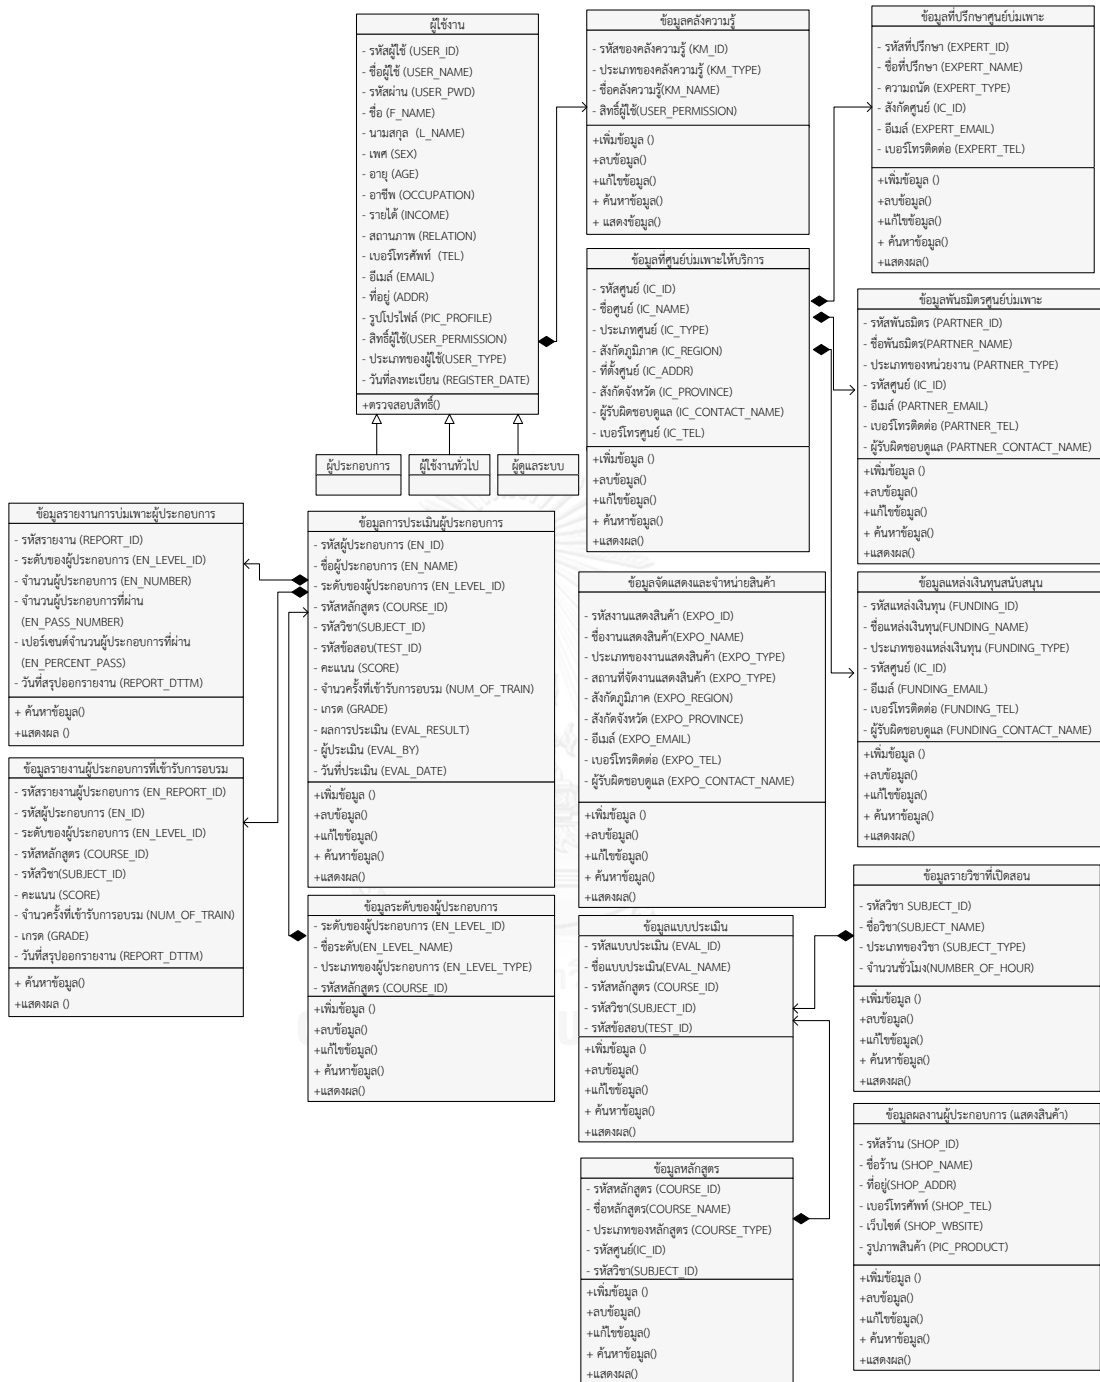 ผู้ใช้งาน
- รหัสผู้ใช้ (USER_ID)
- ชื่อผู้ใช้ (USER_NAME)
- รหัสผ่าน (USER_PWD)
- ชื่อ (F_NAME)
- นามสกุล (L_NAME)
- เพศ (SEX)
- อายุ (AGE)
- อาชีพ (OCCUPATION)
- รายได้ (INCOME)
- สถานภาพ (RELATION)
- เบอร์โทรศัพท์ (TEL)
- อีเมล์ (EMAIL)
- ที่อยู่ (ADDR)
- รูปโปรไฟล์ (PIC_PROFILE)
- สิทธิ์ผู้ใช้(USER_PERMISSION)
- ประเภทของผู้ใช้(USER_TYPE)
- วันที่ลงทะเบียน (REGISTER_DATE)
+ตรวจสอบสิทธิ์()
ผู้ประกอบการ
ผู้ใช้งานทั่วไป
ผู้ดูแลระบบ
ข้อมูลคลังความรู้
- รหัสของคลังความรู้ (KM_ID)
- ประเภทของคลังความรู้ (KM_TYPE)
- ชื่อคลังความรู้(KM_NAME)
- สิทธิ์ผู้ใช้(USER_PERMISSION)
+เพิ่มข้อมูล ()
+ลบข้อมูล()
+แก้ไขข้อมูล()
+ ค้นหาข้อมูล()
+ แสดงข้อมูล()
ข้อมูลที่ปรึกษาศูนย์บ่มเพาะ
- รหัสที่ปรึกษา (EXPERT_ID)
- ชื่อที่ปรึกษา (EXPERT_NAME)
- ความถนัด (EXPERT_TYPE)
- สังกัดศูนย์ (IC_ID)
- อีเมล์ (EXPERT_EMAIL)
- เบอร์โทรติดต่อ (EXPERT_TEL)
+เพิ่มข้อมูล ()
+ลบข้อมูล()
+แก้ไขข้อมูล()
+ ค้นหาข้อมูล()
+แสดงผล()
ข้อมูลที่ศูนย์บ่มเพาะให้บริการ
- รหัสศูนย์ (IC_ID)
- ชื่อศูนย์ (IC_NAME)
- ประเภทศูนย์ (IC_TYPE)
- สังกัดภูมิภาค (IC_REGION)
- ที่ตั้งศูนย์ (IC_ADDR)
- สังกัดจังหวัด (IC_PROVINCE)
- ผู้รับผิดชอบดูแล (IC_CONTACT_NAME)
- เบอร์โทรศูนย์ (IC_TEL)
+เพิ่มข้อมูล ()
+ลบข้อมูล()
+แก้ไขข้อมูล()
+ ค้นหาข้อมูล()
+แสดงผล()
ข้อมูลพันธมิตรศูนย์บ่มเพาะ
- รหัสพันธมิตร (PARTNER_ID)
- ชื่อพันธมิตร(PARTNER_NAME)
- ประเภทของหน่วยงาน (PARTNER_TYPE)
- รหัสศูนย์ (IC_ID)
- อีเมล์ (PARTNER_EMAIL)
- เบอร์โทรติดต่อ (PARTNER_TEL)
- ผู้รับผิดชอบดูแล (PARTNER_CONTACT_NAME)
+เพิ่มข้อมูล ()
+ลบข้อมูล()
+แก้ไขข้อมูล()
+ ค้นหาข้อมูล()
+แสดงผล()
ข้อมูลรายงานการบ่มเพาะผู้ประกอบการ
- รหัสรายงาน (REPORT_ID)
- ระดับของผู้ประกอบการ (EN_LEVEL_ID)
- จำนวนผู้ประกอบการ (EN_NUMBER)
- จำนวนผู้ประกอบการที่ผ่าน
(EN_PASS_NUMBER)
- เปอร์เซนต์จำนวนผู้ประกอบการที่ผ่าน
(EN_PERCENT_PASS)
- วันที่สรุปออกรายงาน (REPORT_DTTM)
+ ค้นหาข้อมูล()
+แสดงผล ()
ข้อมูลการประเมินผู้ประกอบการ
- รหัสผู้ประกอบการ (EN_ID)
- ชื่อผู้ประกอบการ (EN_NAME)
- ระดับของผู้ประกอบการ (EN_LEVEL_ID)
- รหัสหลักสูตร (COURSE_ID)
- รหัสวิชา(SUBJECT_ID)
- รหัสข้อสอบ(TEST_ID)
- คะแนน (SCORE)
- จำนวครั้งที่เข้ารับการอบรม (NUM_OF_TRAIN)
- เกรด (GRADE)
- ผลการประเมิน (EVAL_RESULT)
- ผู้ประเมิน (EVAL_BY)
- วันที่ประเมิน (EVAL_DATE)
+เพิ่มข้อมูล ()
+ลบข้อมูล()
+แก้ไขข้อมูล()
+ ค้นหาข้อมูล()
+แสดงผล()
ข้อมูลจัดแสดงและจำหน่ายสินค้า
- รหัสงานแสดงสินค้า (EXPO_ID)
- ชื่องานแสดงสินค้า(EXPO_NAME)
- ประเภทของงานแสดงสินค้า (EXPO_TYPE)
- สถานที่จัดงานแสดงสินค้า (EXPO_TYPE)
- สังกัดภูมิภาค (EXPO_REGION)
- สังกัดจังหวัด (EXPO_PROVINCE)
- อีเมล์ (EXPO_EMAIL)
- เบอร์โทรติดต่อ (EXPO_TEL)
- ผู้รับผิดชอบดูแล (EXPO_CONTACT_NAME)
+เพิ่มข้อมูล ()
+ลบข้อมูล()
+แก้ไขข้อมูล()
+ ค้นหาข้อมูล()
+แสดงผล()
ข้อมูลแหล่งเงินทุนสนับสนุน
- รหัสแหล่งเงินทุน (FUNDING_ID)
- ชื่อแหล่งเงินทุน(FUNDING_NAME)
- ประเภทของแหล่งเงินทุน (FUNDING_TYPE)
- รหัสศูนย์ (IC_ID)
- อีเมล์ (FUNDING_EMAIL)
- เบอร์โทรติดต่อ (FUNDING_TEL)
- ผู้รับผิดชอบดูแล (FUNDING_CONTACT_NAME)
+เพิ่มข้อมูล ()
+ลบข้อมูล()
+แก้ไขข้อมูล()
+ ค้นหาข้อมูล()
+แสดงผล()
ข้อมูลรายงานผู้ประกอบการที่เข้ารับการอบรม
- รหัสรายงานผู้ประกอบการ (EN_REPORT_ID)
- รหัสผู้ประกอบการ (EN_ID)
- ระดับของผู้ประกอบการ (EN_LEVEL_ID)
- รหัสหลักสูตร (COURSE_ID)
- รหัสวิชา(SUBJECT_ID)
- คะแนน (SCORE)
- จำนวครั้งที่เข้ารับการอบรม (NUM_OF_TRAIN)
- เกรด (GRADE)
- วันที่สรุปออกรายงาน (REPORT_DTTM)
+ ค้นหาข้อมูล()
+แสดงผล ()
ข้อมูลระดับของผู้ประกอบการ
- ระดับของผู้ประกอบการ (EN_LEVEL_ID)
- ชื่อระดับ(EN_LEVEL_NAME)
- ประเภทของผู้ประกอบการ (EN_LEVEL_TYPE)
- รหัสหลักสูตร (COURSE_ID)
+เพิ่มข้อมูล ()
+ลบข้อมูล()
+แก้ไขข้อมูล()
+ ค้นหาข้อมูล()
+แสดงผล()
ข้อมูลแบบประเมิน
- รหัสแบบประเมิน (EVAL_ID)
- ชื่อแบบประเมิน(EVAL_NAME)
- รหัสหลักสูตร (COURSE_ID)
- รหัสวิชา(SUBJECT_ID)
- รหัสข้อสอบ(TEST_ID)
+เพิ่มข้อมูล ()
+ลบข้อมูล()
+แก้ไขข้อมูล()
+ ค้นหาข้อมูล()
+แสดงผล()
ข้อมูลรายวิชาที่เปิดสอน
- รหัสวิชา SUBJECT_ID)
- ชื่อวิชา(SUBJECT_NAME)
- ประเภทของวิชา (SUBJECT_TYPE)
- จำนวนชั่วโมง(NUMBER_OF_HOUR)
+เพิ่มข้อมูล ()
+ลบข้อมูล()
+แก้ไขข้อมูล()
+ ค้นหาข้อมูล()
+แสดงผล()
ข้อมูลหลักสูตร
- รหัสหลักสูตร (COURSE_ID)
- ชื่อหลักสูตร(COURSE_NAME)
- ประเภทของหลักสูตร (COURSE_TYPE)
- รหัสศูนย์(IC_ID)
- รหัสวิชา(SUBJECT_ID)
+เพิ่มข้อมูล ()
+ลบข้อมูล()
+แก้ไขข้อมูล()
+ ค้นหาข้อมูล()
+แสดงผล()
ข้อมูลผลงานผู้ประกอบการ (แสดงสินค้า)
- รหัสร้าน (SHOP_ID)
- ชื่อร้าน (SHOP_NAME)
- ที่อยู่(SHOP_ADDR)
- เบอร์โทรศัพท์ (SHOP_TEL)
- เว็บไซต์ (SHOP_WBSITE)
- รูปภาพสินค้า (PIC_PRODUCT)
+เพิ่มข้อมูล ()
+ลบข้อมูล()
+แก้ไขข้อมูล()
+ ค้นหาข้อมูล()
+แสดงผล()